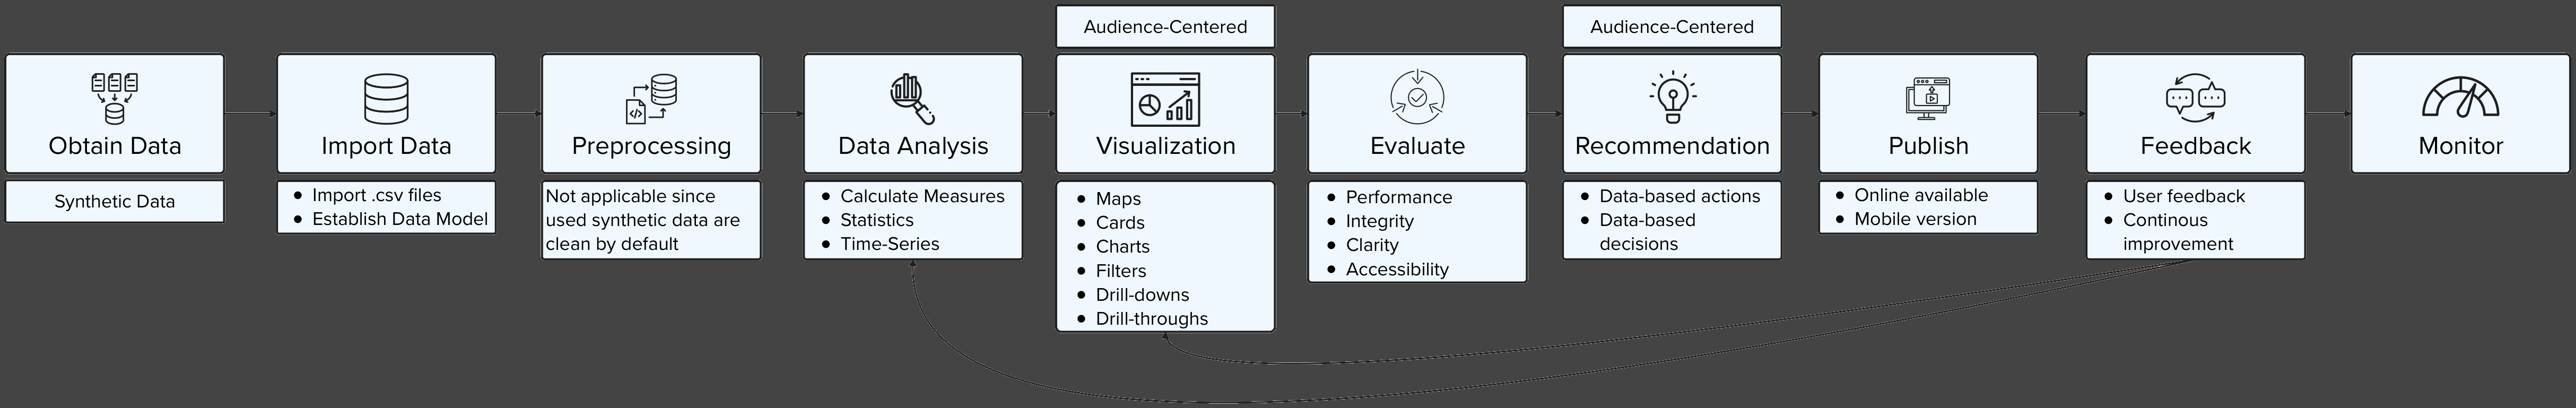 Obtain Data
Synthetic Data
Import Data
● Import .csv files
● Establish Data Model
Preprocessing
Not applicable since
used synthetic data are
clean by default
Data Analysis
● Calculate Measures
● Statistics
● Time-Series
Audience-Centered
Visualization
● Maps
● Cards
● Charts
● Filters
● Drill-downs
● Drill-throughs
Evaluate
● Performance
● Integrity
● Clarity
● Accessibility
Audience-Centered
Recommendation
● Data-based actions
● Data-based
decisions
Publish
● Online available
● Mobile version
Feedback
● User feedback
● Continous
improvement
Monitor